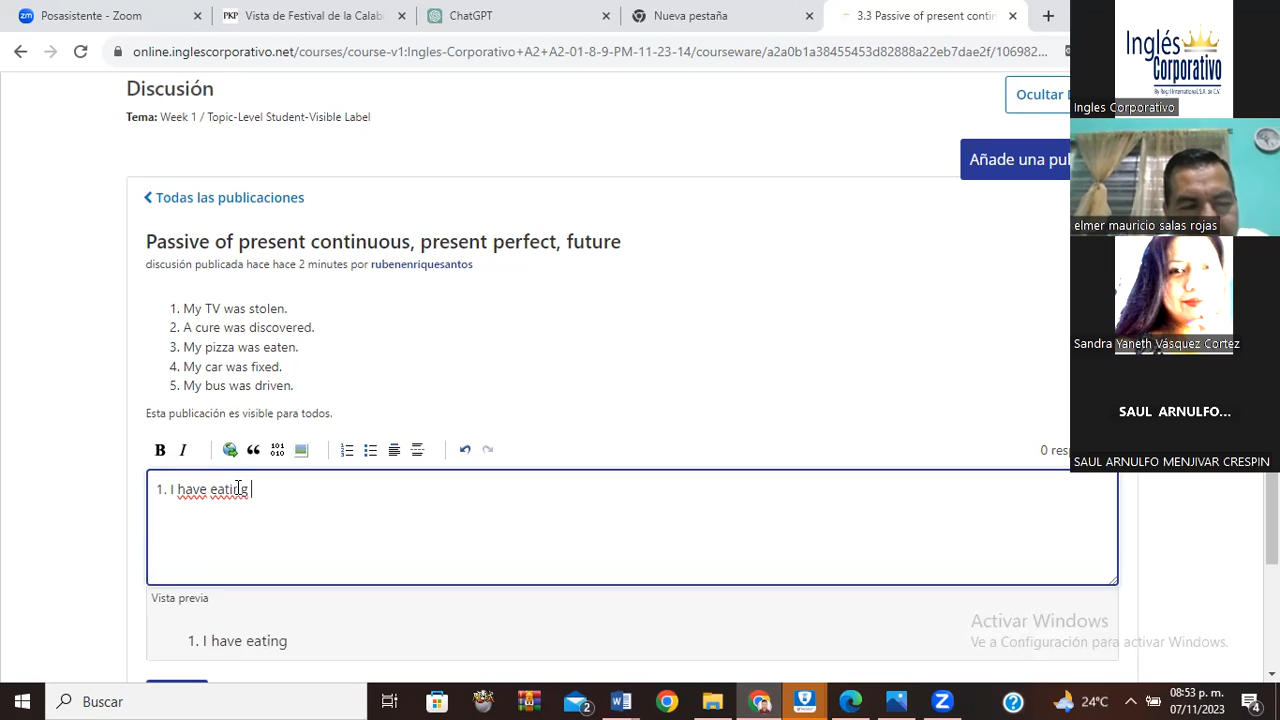 Posasistente - Zoom
PKP Vista de Festival de la Calab
ChatGPT
Nueva pestaña
3.3 Passive of present contin
online.inglescorporativo.net/courses/course-v1:Ingles-Corporativo+A2+A2-01-8-9-PM-11-23-14/courseware/a2a0b1a38455453d82888a22eb7dae2f/106982...
Discusión
Ocultar D
Tema: Week 1 / Topic-Level Student-Visible Label
Añade una pul
Todas las publicaciones
Passive of present continuous, present perfect, future
discusión publicada hace hace 2 minutes por rubenenriquesantos
1. My TV was stolen.
2. A cure was discovered.
3. My pizza was eaten.
4. My car was fixed.
5. My bus was driven.
Esta publicación es visible para todos.
B I
101
010
0 resp
1. I have eating
Vista previa
1. I have eating
Inglés
Corporativo
Ingles Corporativo
elmer mauricio salas rojas
Sandra Yaneth Vásquez Cortez
SAUL ARNULFO...
SAUL ARNULFO MENJIVAR CRESPIN
Activar Windows
Ve a Configuración para activar Windows.
Buscar
2
24°C
08:53 p. m.
07/11/2023
4